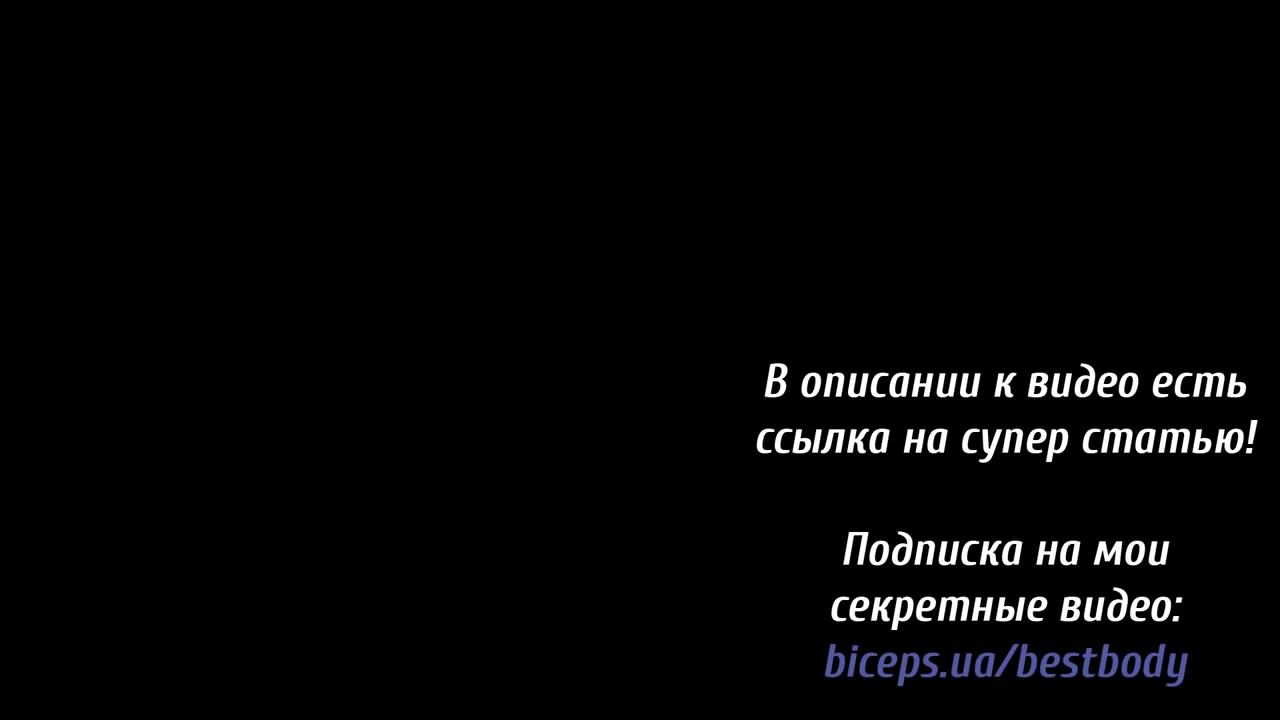 В описании к видео есть
ссылка на супер статью!
Подписка на мои
секретные видео:
biceps.ua/bestbody